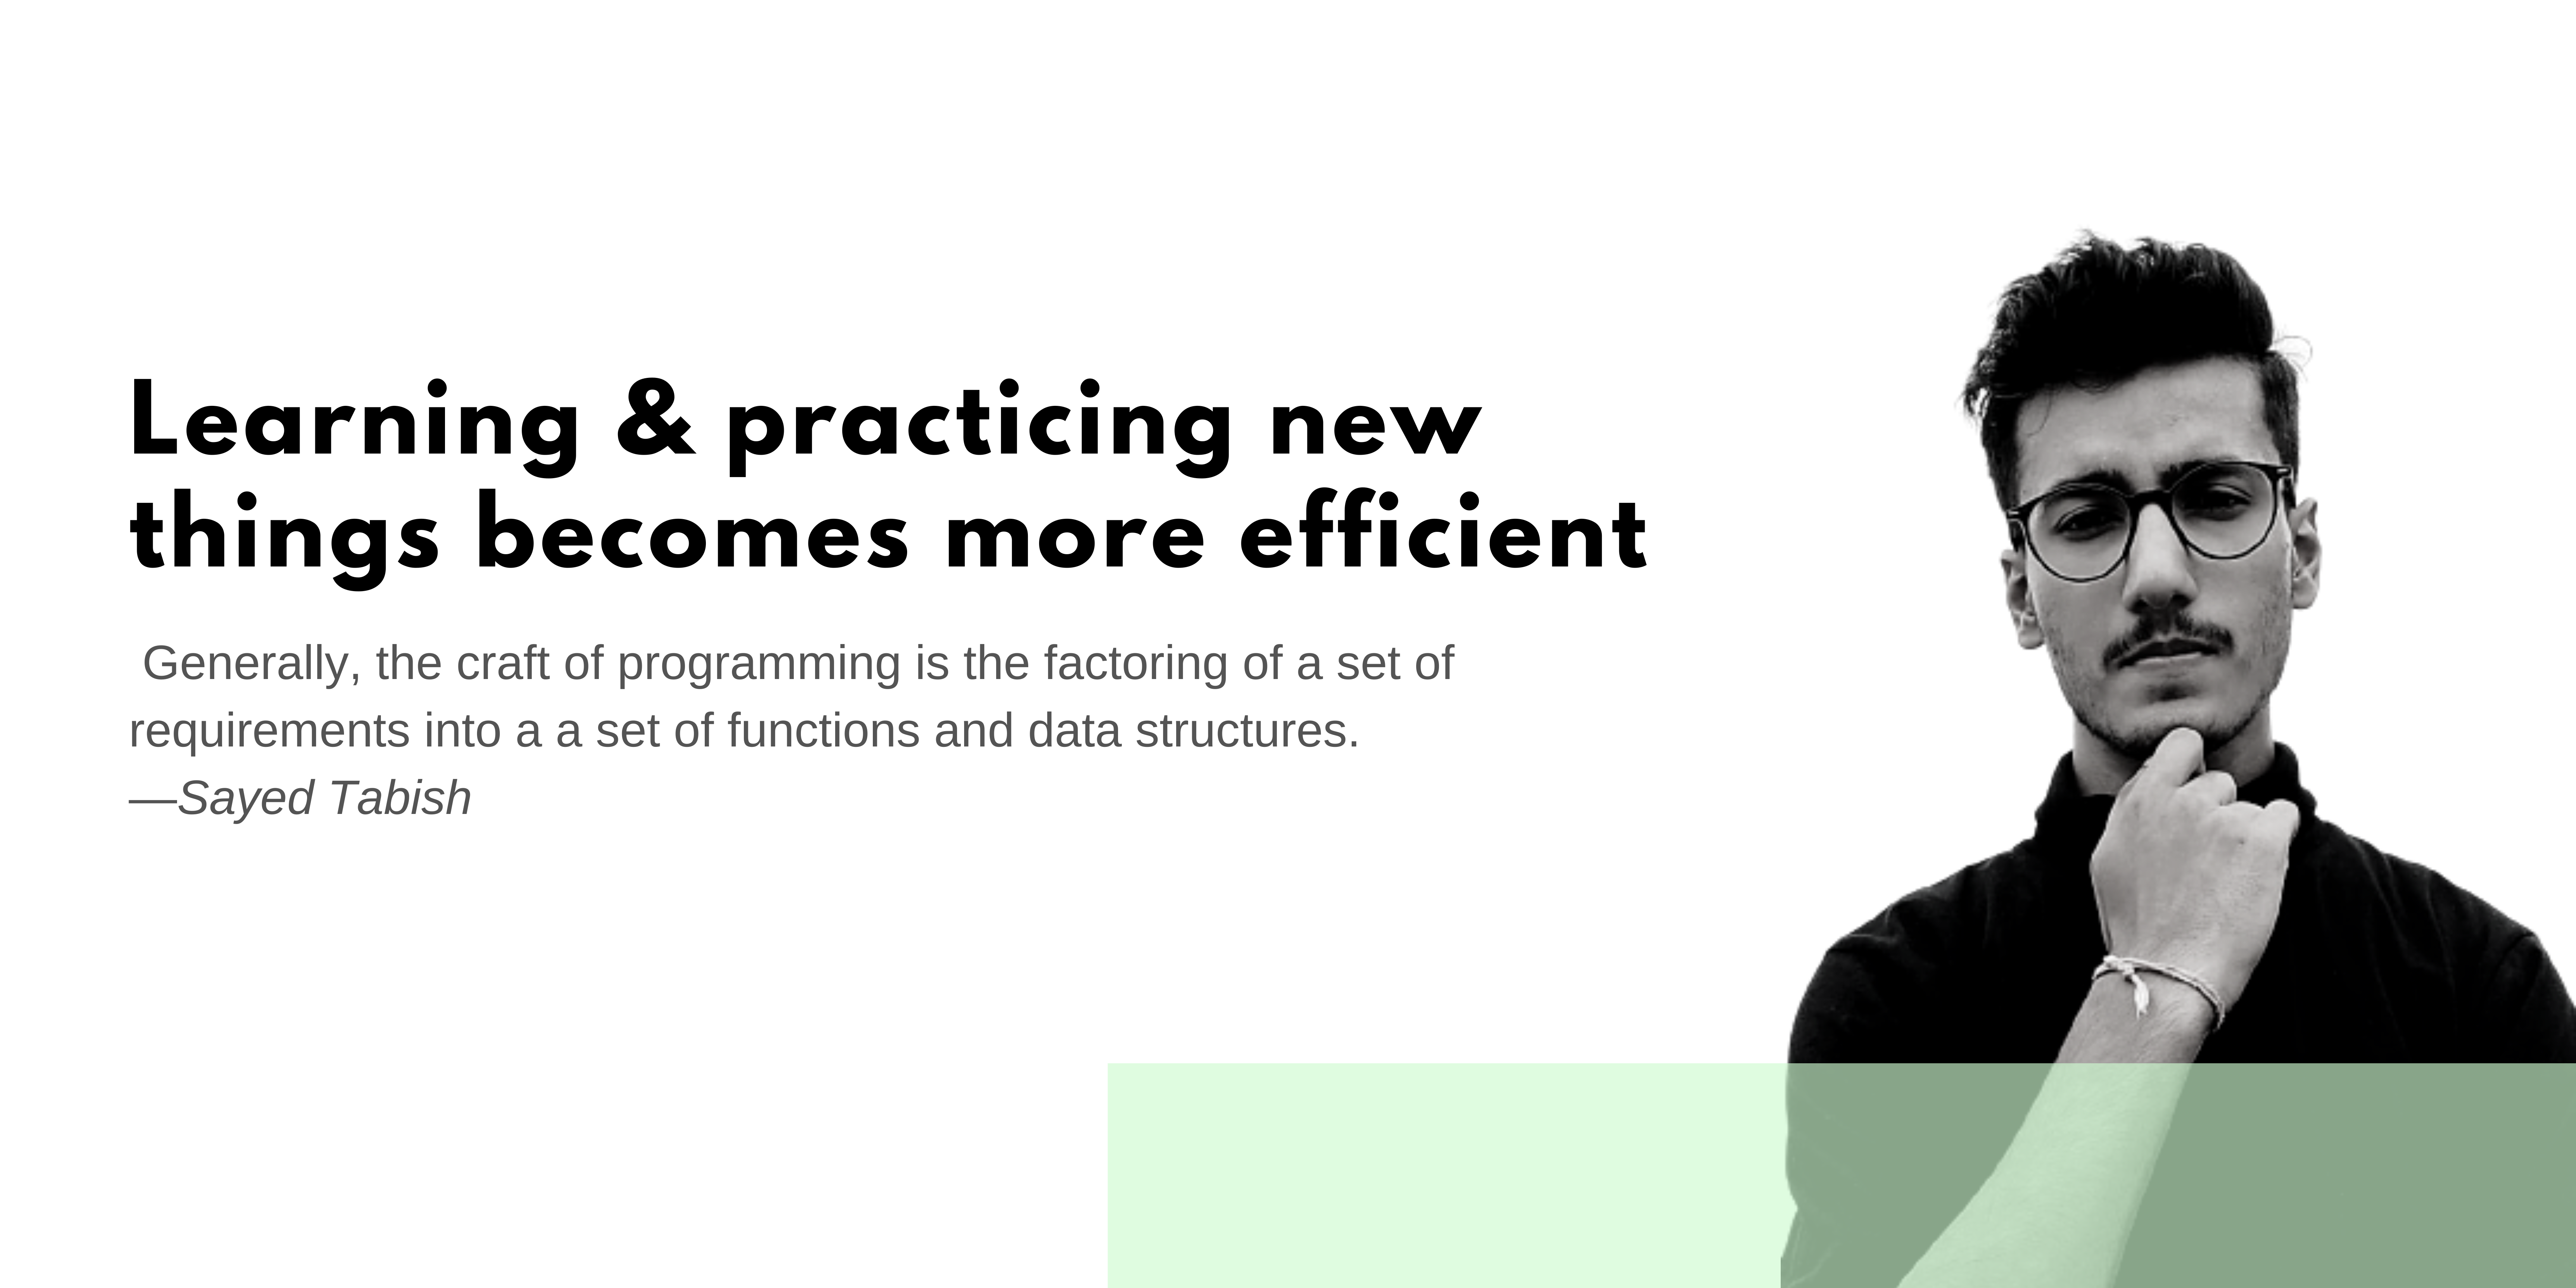 Learning & practicing new
things becomes more efficient
Generally, the craft of programming is the factoring of a set of
requirements into a a set of functions and data structures.
—Sayed Tabish